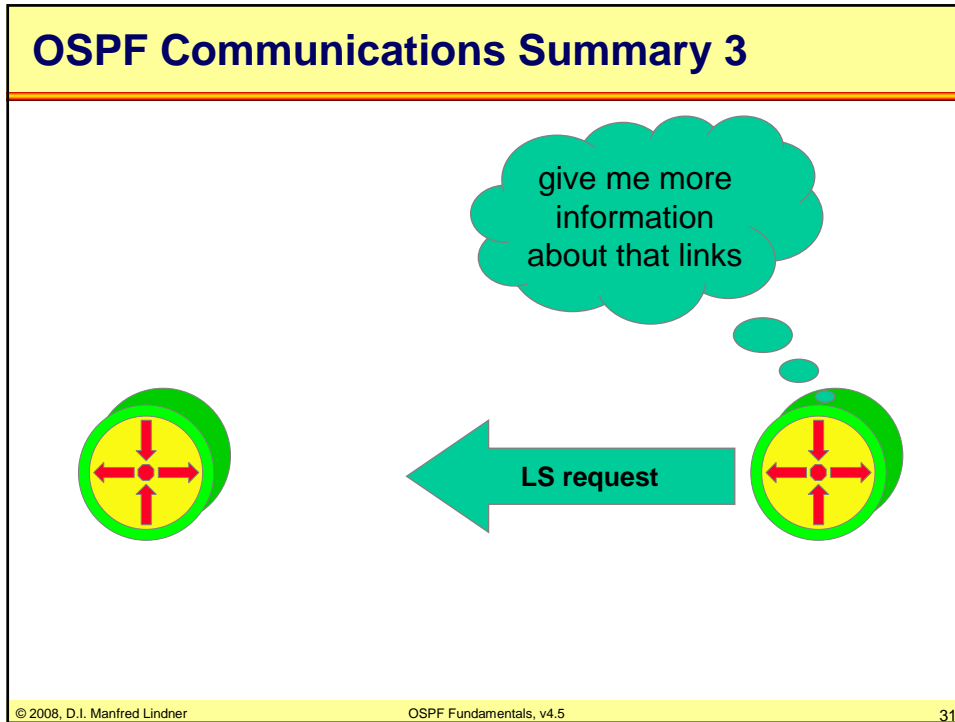 OSPF Communications Summary 3
give me more
information
about that links
LS request
© 2008, D.I. Manfred Lindner
OSPF Fundamentals, v4.5
31